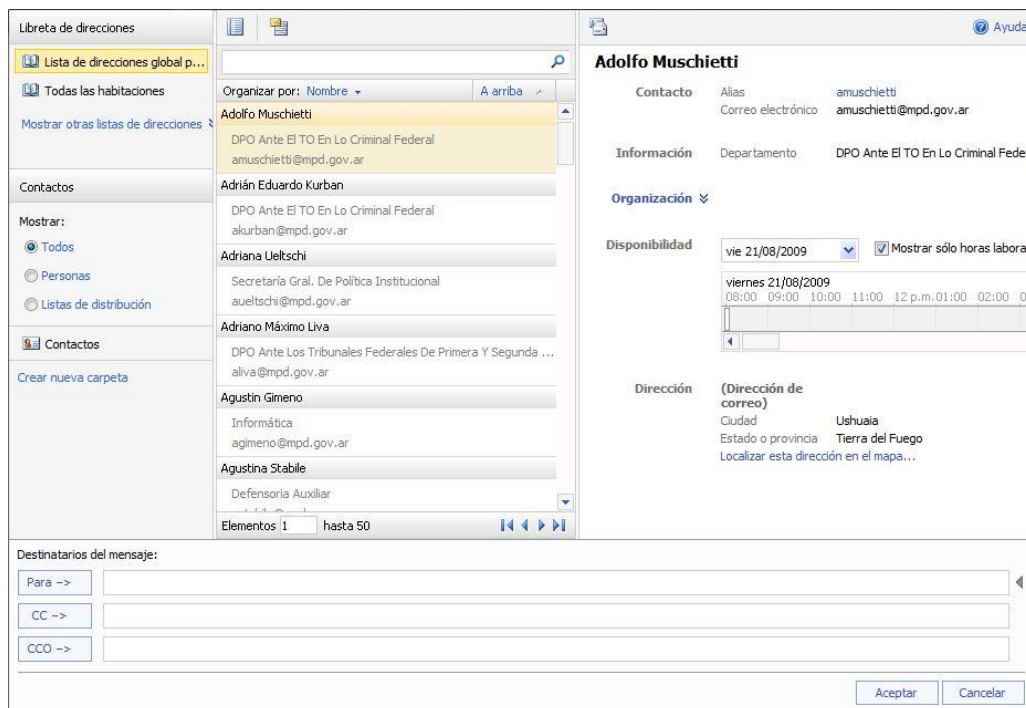 Libreta de direcciones
Lista de direcciones global p...
Todas las habitaciones
Mostrar otras listas de direcciones
Contactos
Mostrar:
Todos
Personas
Listas de distribución
Contactos
Crear nueva carpeta
Organizar por: Nombre
A arriba
Adolfo Muschietti
DPO Ante El TO En Lo Criminal Federal
amuschietti@mpd.gov.ar
Adrián Eduardo Kurban
DPO Ante El TO En Lo Criminal Federal
akurban@mpd.gov.ar
Adriana Ueltschi
Secretaría Gral. De Política Institucional
aueltschi@mpd.gov.ar
Adriano Máximo Liva
DPO Ante Los Tribunales Federales De Primera Y Segunda ...
aliva@mpd.gov.ar
Agustin Gimeno
Informática
agimeno@mpd.gov.ar
Agustina Stabile
Defensoria Auxiliar
Elementos 1 hasta 50
Ayuda
Adolfo Muschietti
Contacto Alias amuschietti
Correo electrónico amuschietti@mpd.gov.ar
Información Departamento DPO Ante El TO En Lo Criminal Fede
Organización
Disponibilidad vie 21/08/2009 Mostrar sólo horas labora
viernes 21/08/2009
08:00 09:00 10:00 11:00 12 p.m. 01:00 02:00 0
Dirección (Dirección de
correo)
Ciudad Ushuaia
Estado o provincia Tierra del Fuego
Localizar esta dirección en el mapa...
Destinatarios del mensaje:
Para ->
CC ->
CCO ->
Aceptar Cancelar